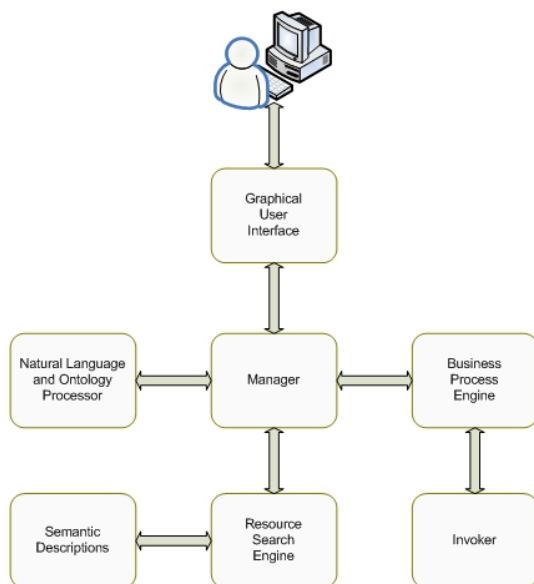 Graphical
User
Interface
Natural Language
and Ontology
Processor
Manager
Business
Process
Engine
Semantic
Descriptions
Resource
Search
Engine
Invoker